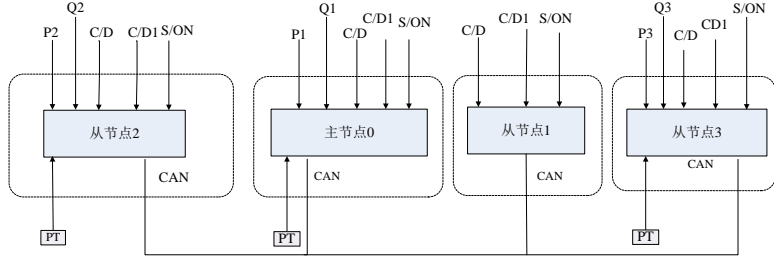 Q2
P2
C/D
C/D1
S/ON
从节点2
CAN
PT
Q1
P1
C/D
C/D1
S/ON
主节点0
CAN
PT
C/D
C/D1
S/ON
从节点1
CAN
Q3
P3
C/D
CD1
S/ON
从节点3
CAN
PT